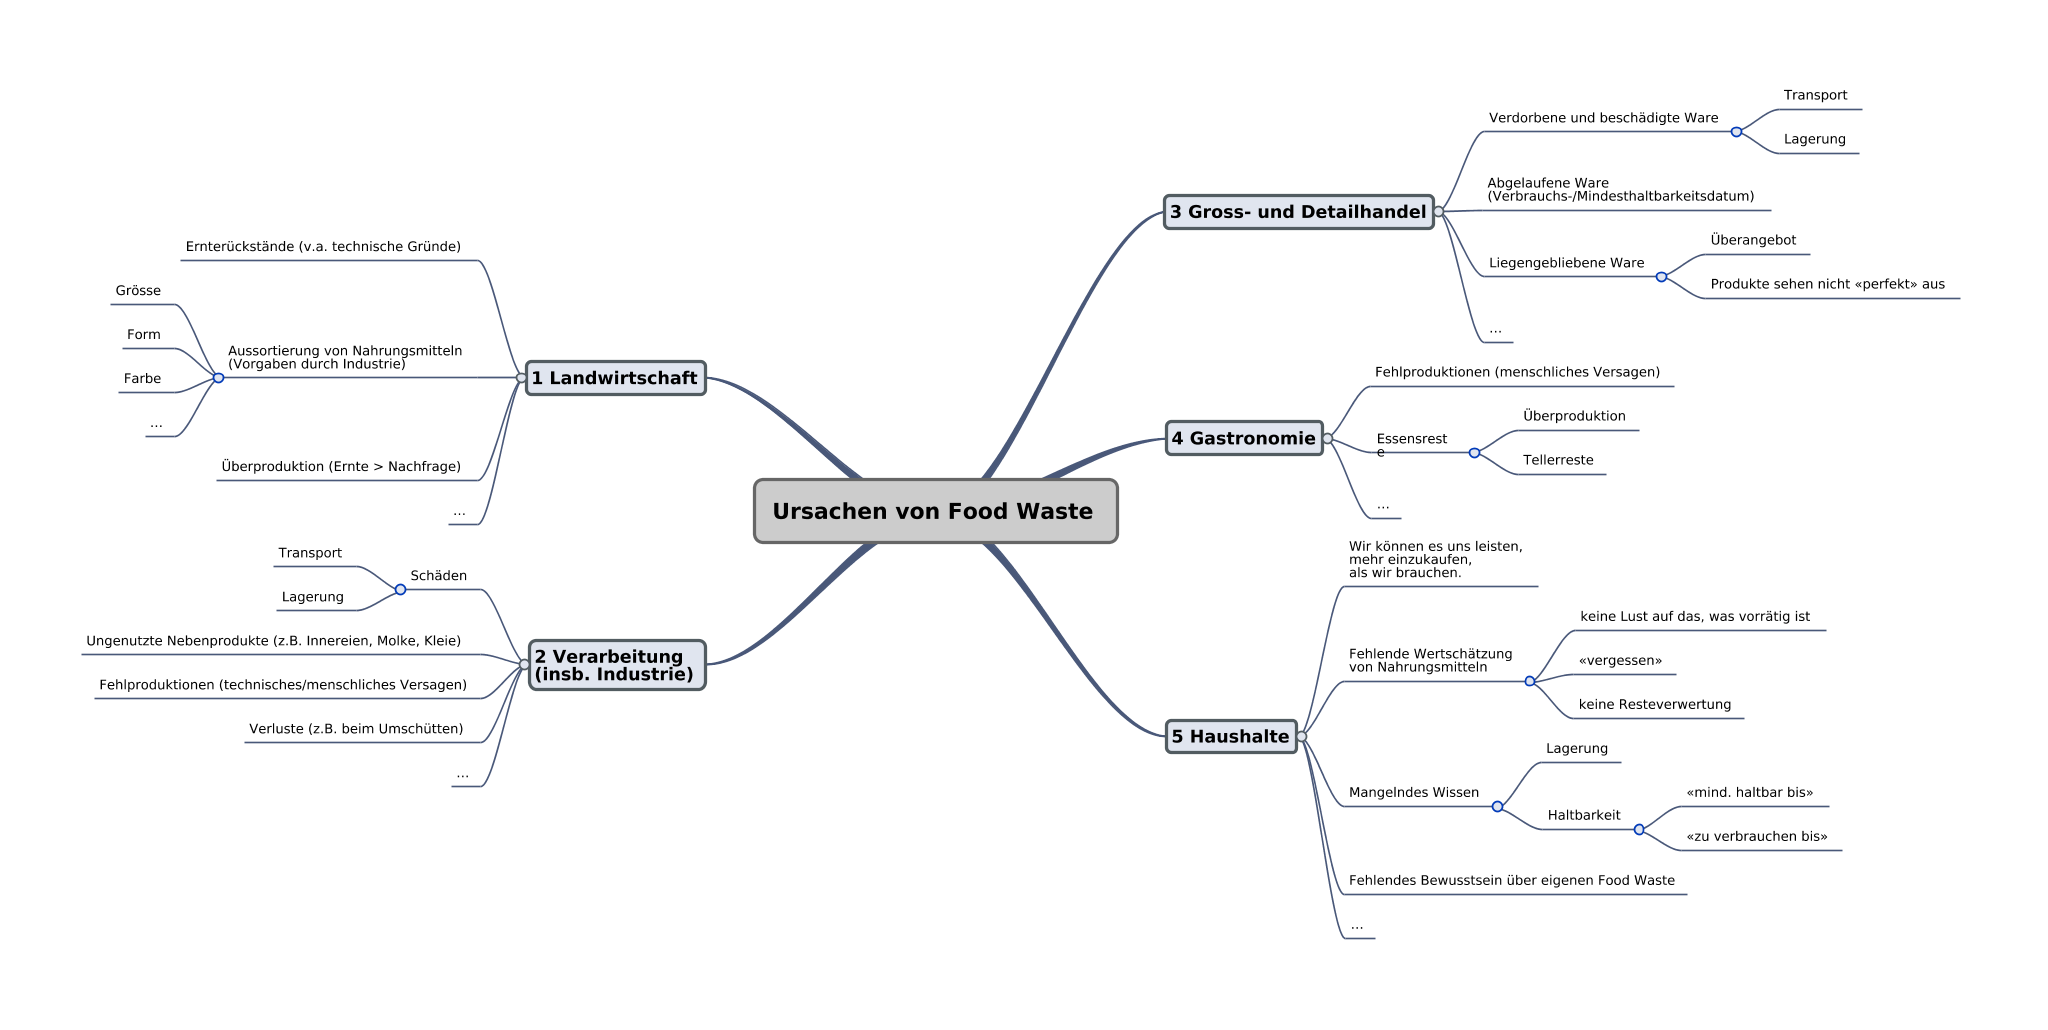 Ursachen von Food Waste
1 Landwirtschaft
Ernterückstände (v.a. technische Gründe)
Aussortierung von Nahrungsmitteln
(Vorgaben durch Industrie)
Grösse
Form
Farbe
...
Überproduktion (Ernte > Nachfrage)
...
2 Verarbeitung
(insb. Industrie)
Schäden
Transport
Lagerung
Ungenutzte Nebenprodukte (z.B. Innereien, Molke, Kleie)
Fehlproduktionen (technisches/menschliches Versagen)
Verluste (z.B. beim Umschütten)
...
3 Gross- und Detailhandel
Verdorbene und beschädigte Ware
Transport
Lagerung
Abgelaufene Ware
(Verbrauchs-/Mindesthaltbarkeitsdatum)
Liegengebliebene Ware
Überangebot
Produkte sehen nicht «perfekt» aus
...
4 Gastronomie
Fehlproduktionen (menschliches Versagen)
Essensrest
e
Überproduktion
Tellerreste
...
5 Haushalte
Wir können es uns leisten,
mehr einzukaufen,
als wir brauchen.
Fehlende Wertschätzung
von Nahrungsmitteln
keine Lust auf das, was vorrätig ist
«vergessen»
keine Resteverwertung
Mangelndes Wissen
Lagerung
Haltbarkeit
«mind. haltbar bis»
«zu verbrauchen bis»
Fehlendes Bewusstsein über eigenen Food Waste
...